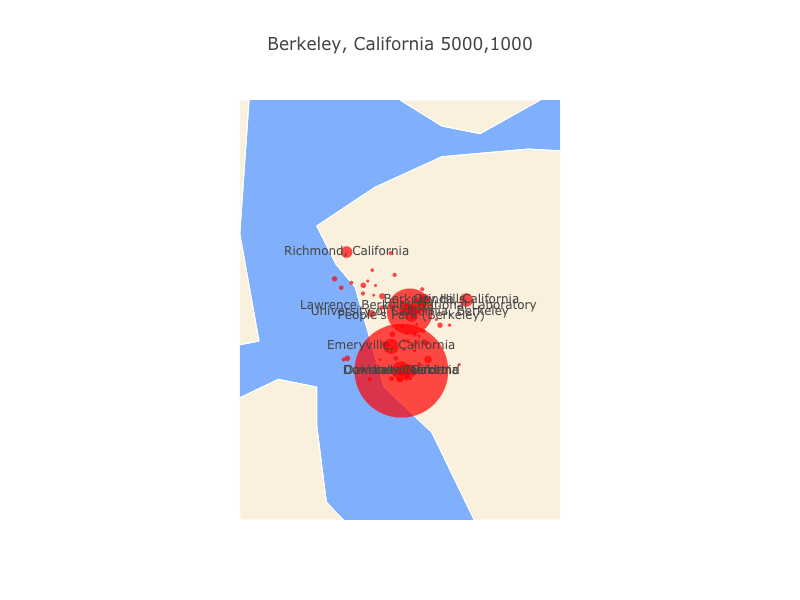 Berkeley, California 5000,1000
Richmond, California
Berkeley Hills
Orinda, California
Lawrence Berkeley National Laboratory
University of California, Berkeley
People's Park (Berkeley)
Emeryville, California